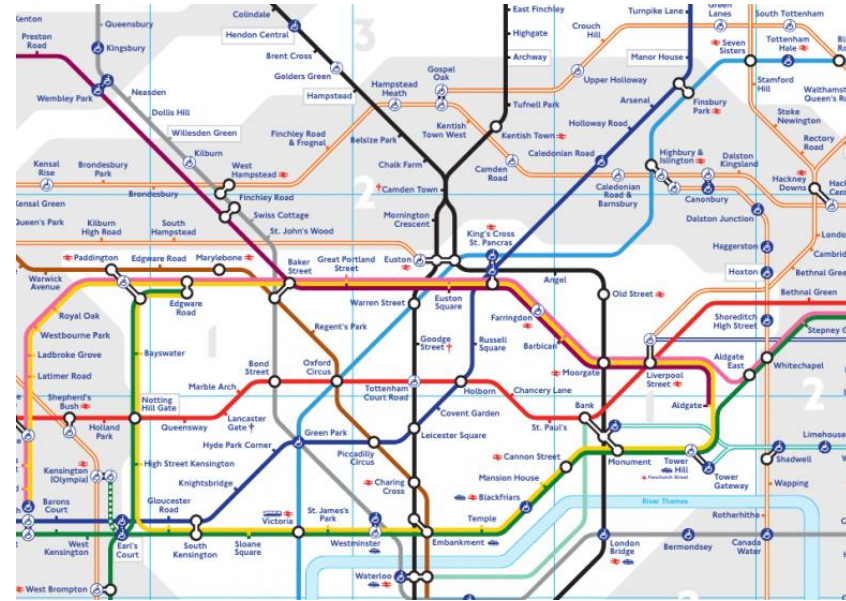 Kenton
Preston
Road
Queensbury
Kingsbury
Wembley Park
Neasden
Dollis Hill
Willesden Green
Kilburn
Colindale
Hendon Central
Brent Cross
Golders Green
Hampstead
3
East Finchley
Highgate
Archway
Tufnell Park
Kentish Town
Gospel
Oak
Hampstead
Heath
Kentish
Town West
Crouch
Hill
Upper Holloway
Turnpike Lane
Manor House
Green
Lanes
South Tottenham
Seven
Sisters
Tottenham
Hale
Stamford
Hill
Walthams
Queen's R
Arsenal
Finsbury
Park
Holloway Road
Caledonian Road
Stoke
Newington
Rectory
Road
Kensal
Rise
Brondesbury
Park
Brondesbury
West
Hampstead
Finchley Road
& Frognal
Finchley Road
Belsize Park
Chalk Farm
Camden Town
2
Camden
Road
Caledonian
Road &
Barnsbury
Highbury &
Islington
Dalston
Kingsland
Canonbury
Dalston Junction
Hackney
Downs
Kensal Green
Queen's Park
Kilburn
High Road
South
Hampstead
Swiss Cottage
St. John's Wood
Mornington
Crescent
Euston
King's Cross
St. Pancras
Haggerston
Hoxton
Bethnal Gree
Cambrid
Londo
Paddington
Edgware Road
Marylebone
Baker
Street
Great Portland
Street
Warwick
Avenue
Edgware
Road
Warren Street
Euston
Square
Angel
Old Street
Farringdon
Barbican
Shoreditch
High Street
Bethnal Green
Stepney G
Royal Oak
Westbourne Park
Ladbroke Grove
Latimer Road
1
Bayswater
Regent's Park
Goodge
Street
Russell
Square
Moorgate
Liverpool
Street
Aldgate
East
Whitechapel
Shepherd's
Bush
Notting
Hill Gate
Marble Arch
Bond
Street
Oxford
Circus
Tottenham
Court Road
Holborn
Chancery Lane
Bank
1
Aldgate
2
Holland
Park
Queensway
Lancaster
Gate
Covent Garden
St. Paul's
Hyde Park Corner
Green Park
Piccadilly
Circus
Leicester Square
Cannon Street
Mansion House
Monument
Tower
Hill
Fenchurch Street
Tower
Gateway
Limehouse
Shadwell
Kensington
(Olympia)
High Street Kensington
Knightsbridge
Charing
Cross
Blackfriars
River Thames
Wapping
Barons
Court
Gloucester
Road
Victoria
St. James's
Park
Temple
Rotherhithe
West
Kensington
Earl's
Court
South
Kensington
Sloane
Square
Westminster
Embankment
London
Bridge
Bermondsey
Canada
Water
West Brompton
Waterloo